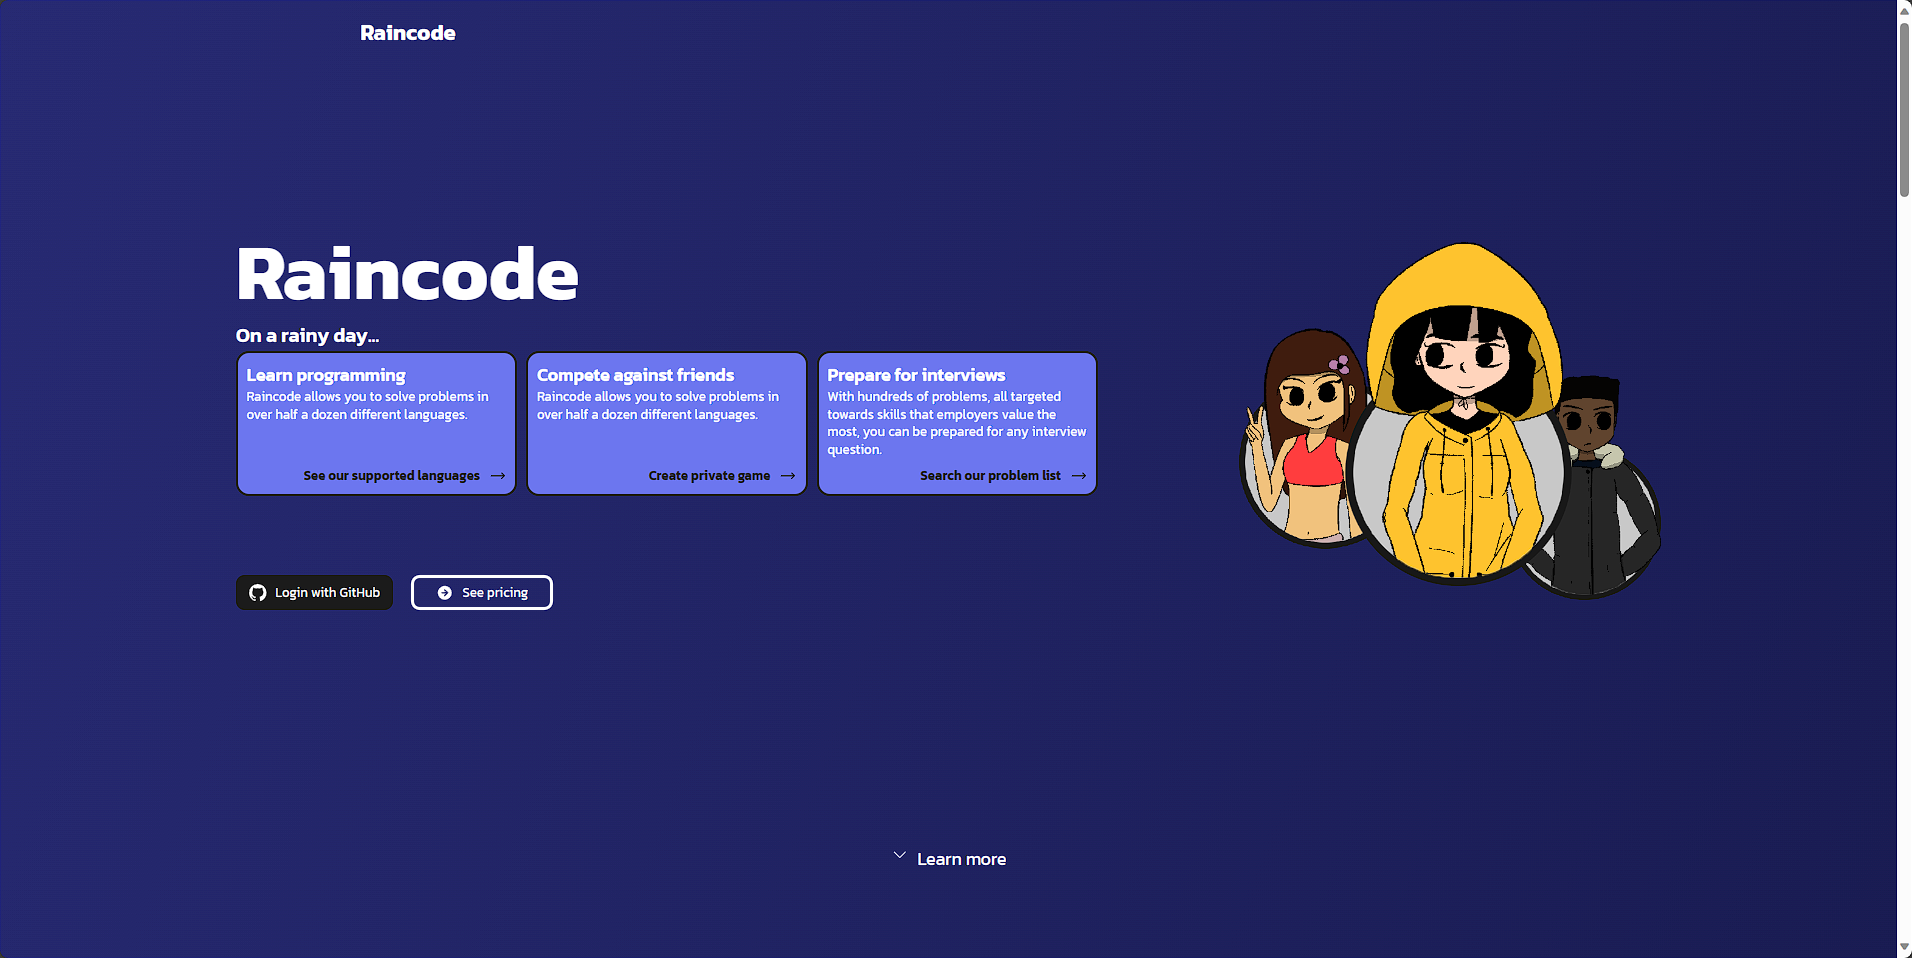 Raincode
Raincode
On a rainy day...
Learn programming
Raincode allows you to solve problems in
over half a dozen different languages.
See our supported languages
Compete against friends
Raincode allows you to solve problems in
over half a dozen different languages.
Create private game
Prepare for interviews
With hundreds of problems, all targeted
towards skills that employers value the
most, you can be prepared for any interview
question.
Search our problem list
Login with GitHub
See pricing
Learn more